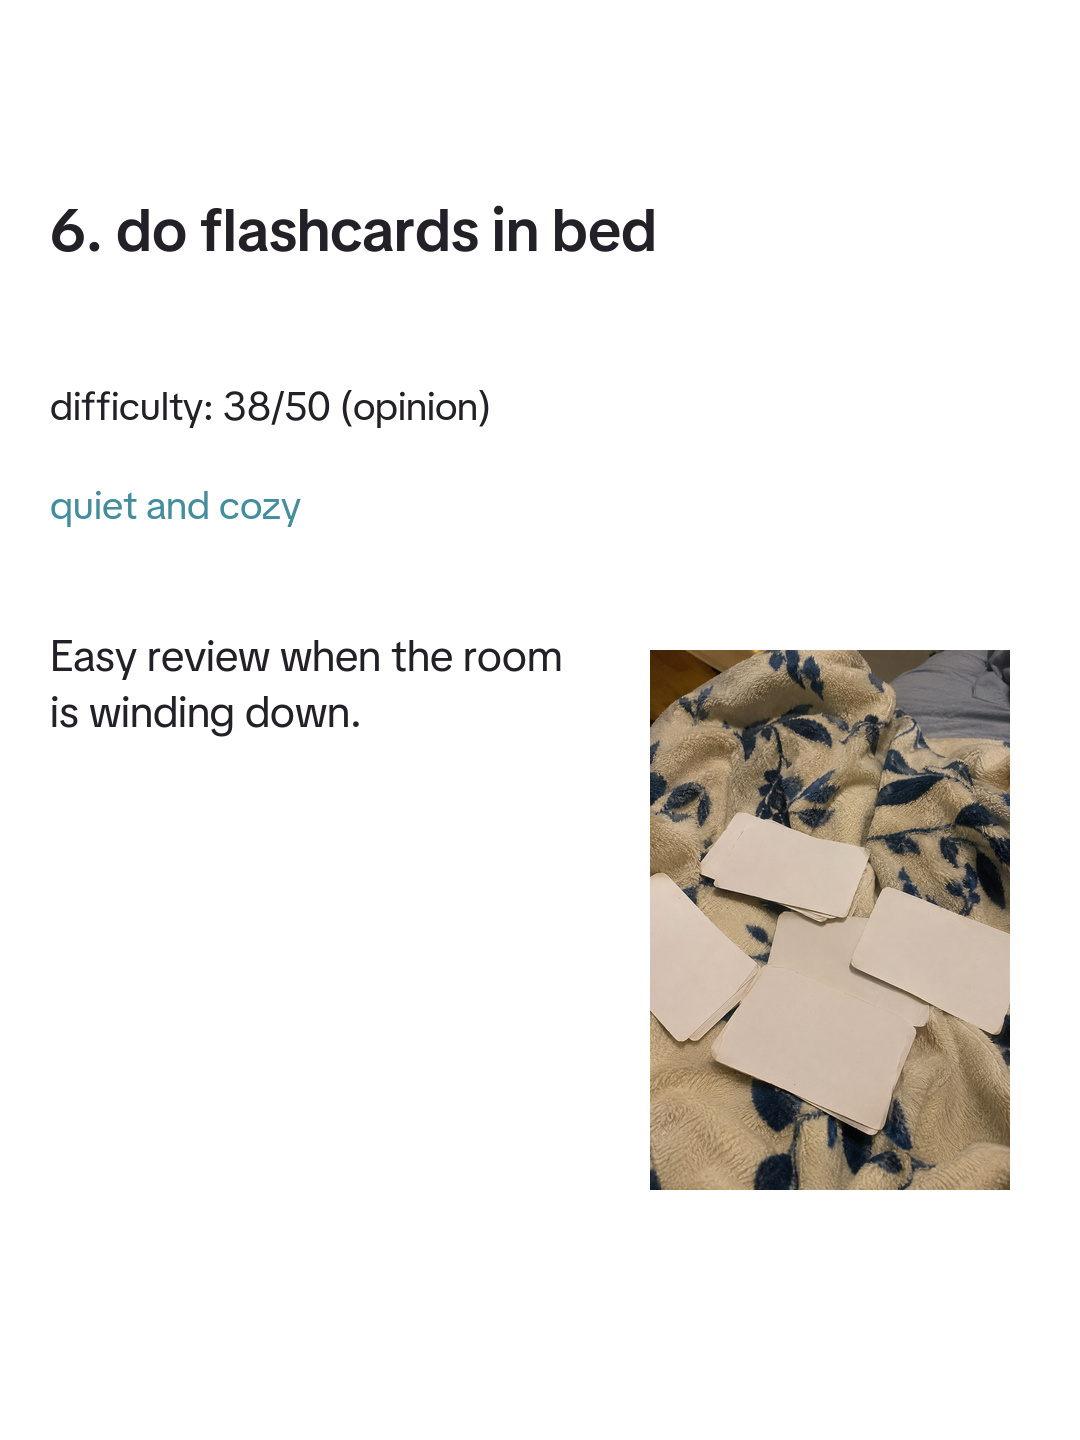 6. do flashcards in bed
difficulty: 38/50 (opinion)
quiet and cozy
Easy review when the room
is winding down.